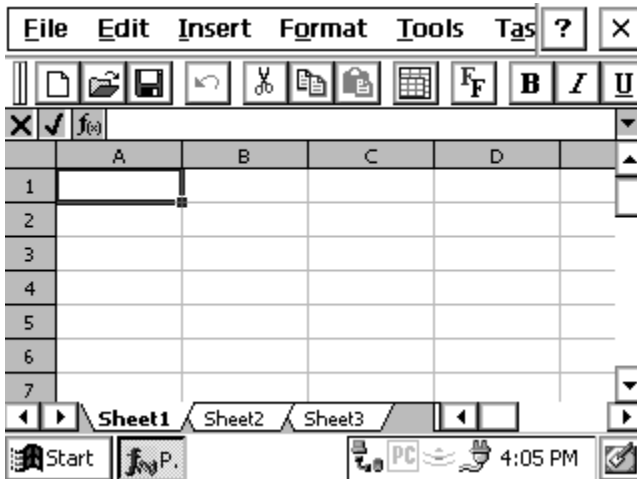 File Edit Insert Format Tools Tas ? ×
FF B I U
f(x)
A B C D
1
2
3
4
5
6
7
Sheet1 Sheet2 Sheet3
Start P. PC 4:05 PM